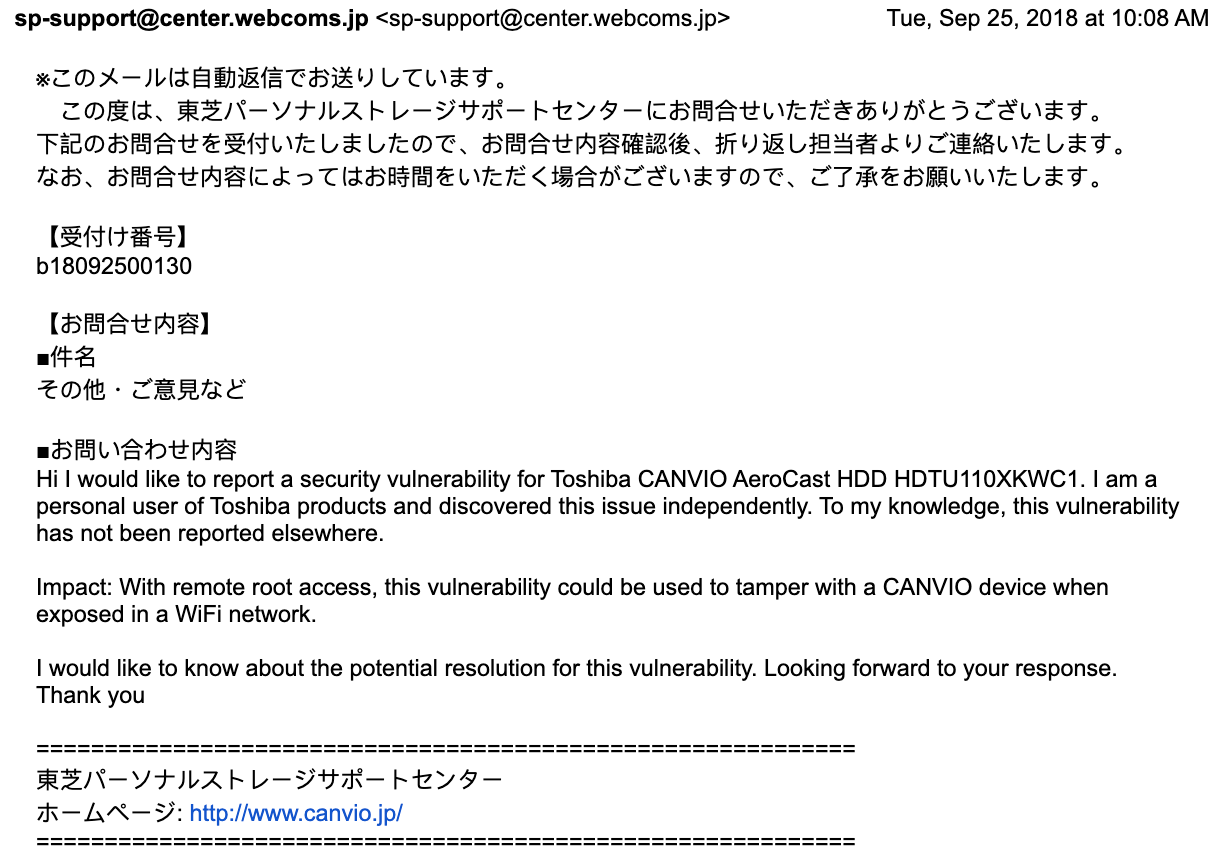 sp-support@center.webcoms.jp <sp-support@center.webcoms.jp> Tue, Sep 25, 2018 at 10:08 AM
※このメールは自動返信でお送りしています。
この度は、東芝パーソナルストレージサポートセンターにお問合せいただきありがとうございます。
下記のお問合せを受付いたしましたので、お問合せ内容確認後、折り返し担当者よりご連絡いたします。
なお、お問合せ内容によってはお時間をいただく場合がございますので、ご了承をお願いいたします。
【受付け番号】
b18092500130
【お問合せ内容】
■件名
その他・ご意見など
■お問い合わせ内容
Hi I would like to report a security vulnerability for Toshiba CANVIO AeroCast HDD HDTU110XKWC1. I am a
personal user of Toshiba products and discovered this issue independently. To my knowledge, this vulnerability
has not been reported elsewhere.
Impact: With remote root access, this vulnerability could be used to tamper with a CANVIO device when
exposed in a WiFi network.
I would like to know about the potential resolution for this vulnerability. Looking forward to your response.
Thank you
============================================================
東芝パーソナルストレージサポートセンター
ホームページ: http://www.canvio.jp/
============================================================